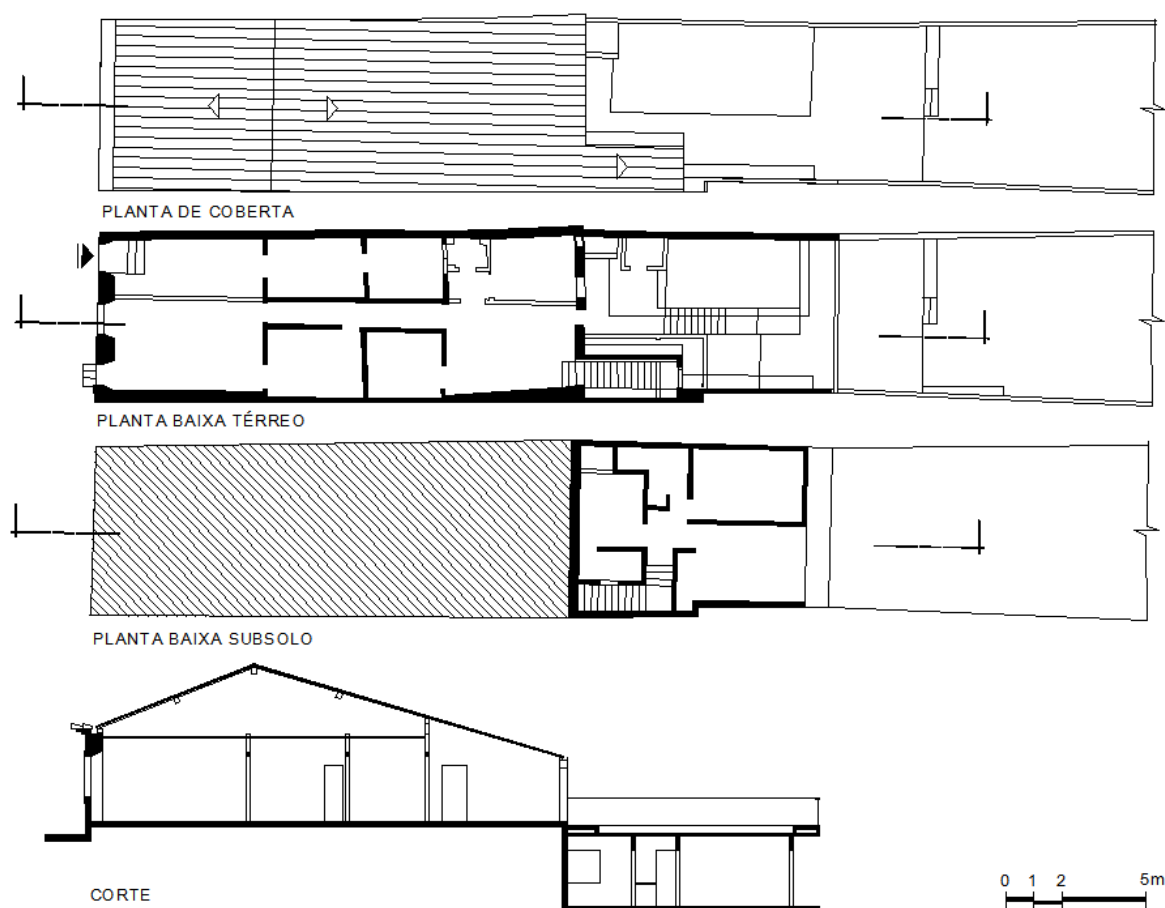 PLANTA DE COBERTA
PLANTA BAIXA TÉRREO
PLANTA BAIXA SUBSOLO
CORTE
0 1 2 5m